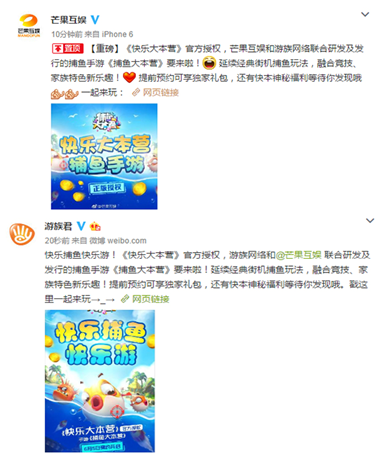 芒果互娱
芒果互娱
10分钟前 来自 iPhone 6
置顶 【重磅】《快乐大本营》官方授权，芒果互娱和游族网络联合研发及发
行的捕鱼手游《捕鱼大本营》要来啦！ 延续经典街机捕鱼玩法，融合竞技、
家族特色新乐趣！ 提前预约可享独家礼包，还有快本神秘福利等待你发现哦
一起来玩： 网页链接
快乐大本营
捕鱼手游
正版授权
游族君
20秒前 来自 微博 weibo.com
快乐捕鱼快乐游！《快乐大本营》官方授权，游族网络和@芒果互娱 联合研发及
发行的捕鱼手游《捕鱼大本营》要来啦！延续经典街机捕鱼玩法，融合竞技、家
族特色新乐趣！提前预约可享独家礼包，还有快本神秘福利等待你发现哦。戳这
里一起来玩→_→ 网页链接
快乐捕鱼
快乐游
《快乐大本营》官方授权
《捕鱼大本营》